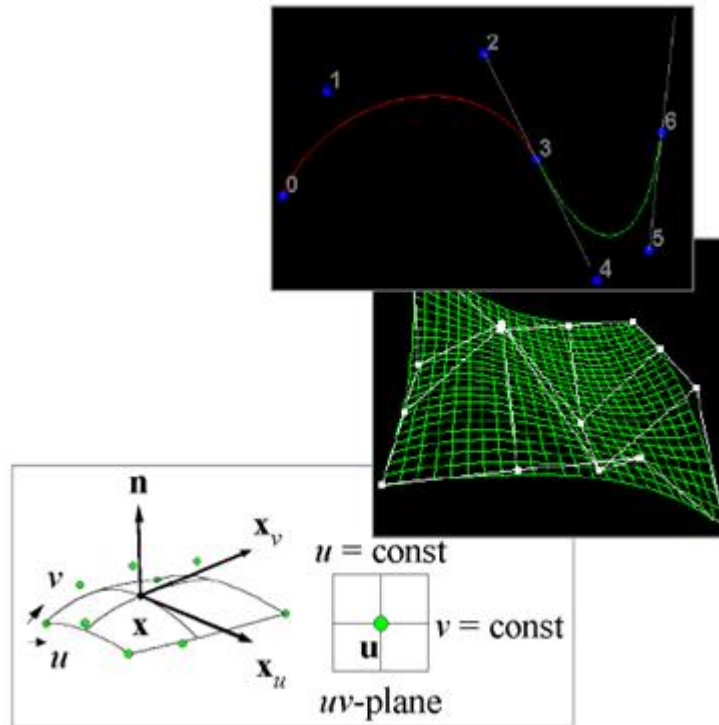 2
1
6
3
0
5
4
n
x_v
u = const
v
v = const
x
u
u
x_u
uv-plane